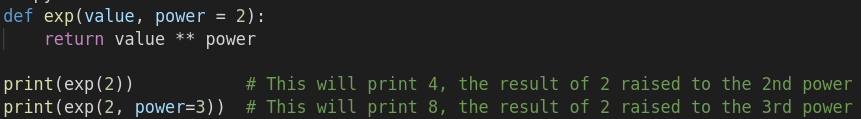 def exp(value, power = 2):
    return value ** power

print(exp(2))           # This will print 4, the result of 2 raised to the 2nd power
print(exp(2, power=3))  # This will print 8, the result of 2 raised to the 3rd power